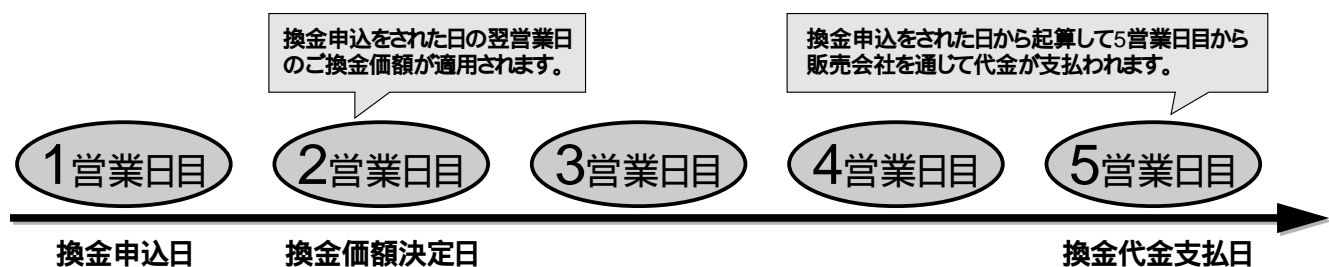 換金申込をされた日の翌営業日
のご換金価額が適用されます。
換金申込をされた日から起算して5営業日目から
販売会社を通じて代金が支払われます。
1営業日目
2営業日目
3営業日目
4営業日目
5営業日目
換金申込日
換金価額決定日
換金代金支払日